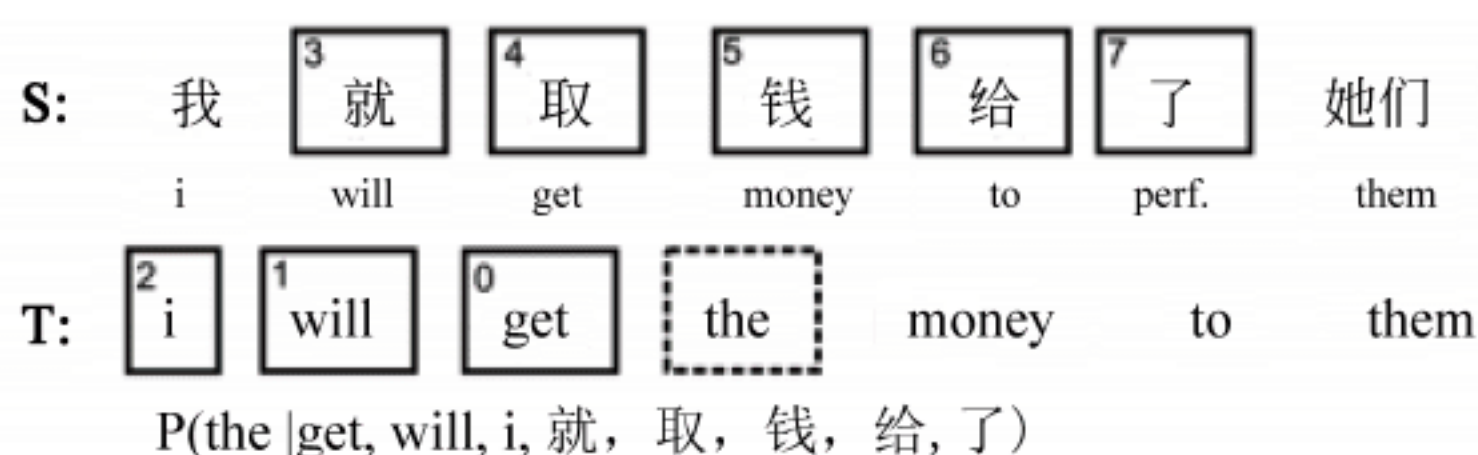 S: 我 3 就 4 取 5 钱 6 给 7 了 她们
i will get money to perf. them
T: 2 i 1 will 0 get the money to them
P(the |get, will, i, 就，取，钱，给, 了)